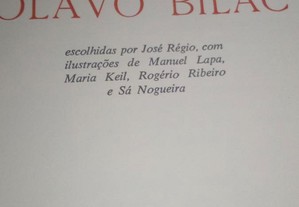 OLAVO BILAC
escolhidas por José Régio, com
ilustrações de Manuel Lapa,
Maria Keil, Rogério Ribeiro
e Sá Nogueira